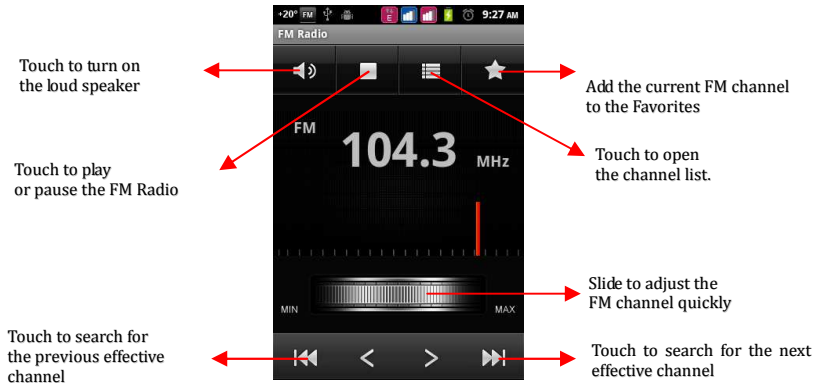 +20° FM E 9:27 AM
FM Radio
Touch to turn on
the loud speaker
Add the current FM channel
to the Favorites
FM
104.3
MHz
Touch to play
or pause the FM Radio
Touch to open
the channel list.
Slide to adjust the
FM channel quickly
MIN
MAX
Touch to search for
the previous effective
channel
Touch to search for the next
effective channel